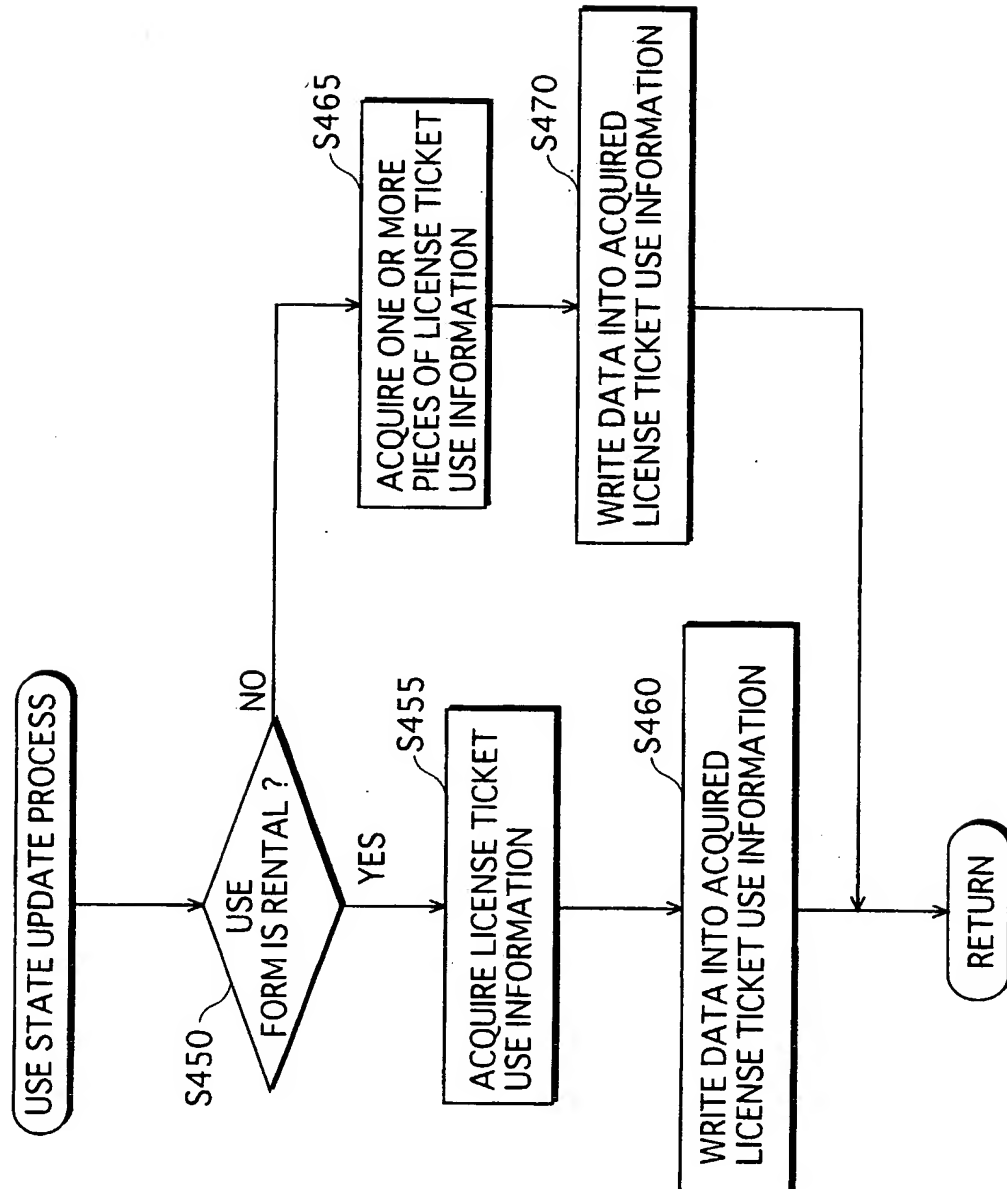 USE STATE UPDATE PROCESS
S450
USE
FORM IS RENTAL ?
NO
YES
S455
ACQUIRE LICENSE TICKET
USE INFORMATION
S460
WRITE DATA INTO ACQUIRED
LICENSE TICKET USE INFORMATION
S465
ACQUIRE ONE OR MORE
PIECES OF LICENSE TICKET
USE INFORMATION
S470
WRITE DATA INTO ACQUIRED
LICENSE TICKET USE INFORMATION
RETURN